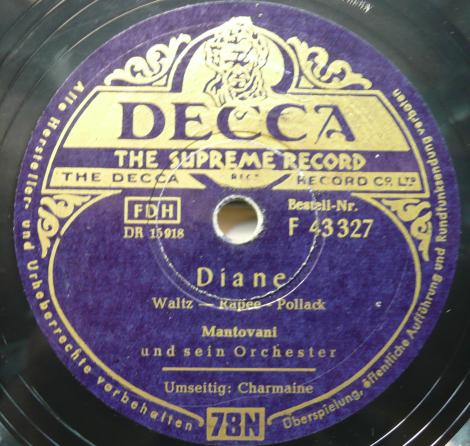 DECCA
THE SUPREME RECORD
THE DECCA RECORD CO. LTD.
FDH
DR 15918
Bestell-Nr.
F 43327
Diane
Waltz — Rapée - Pollack
Mantovani
und sein Orchester
Umseitig: Charmaine
78N
Alle Hersteller- und Urheberrechte vorbehalten
Überspielung, öffentliche Aufführung und Rundfunksendung verboten